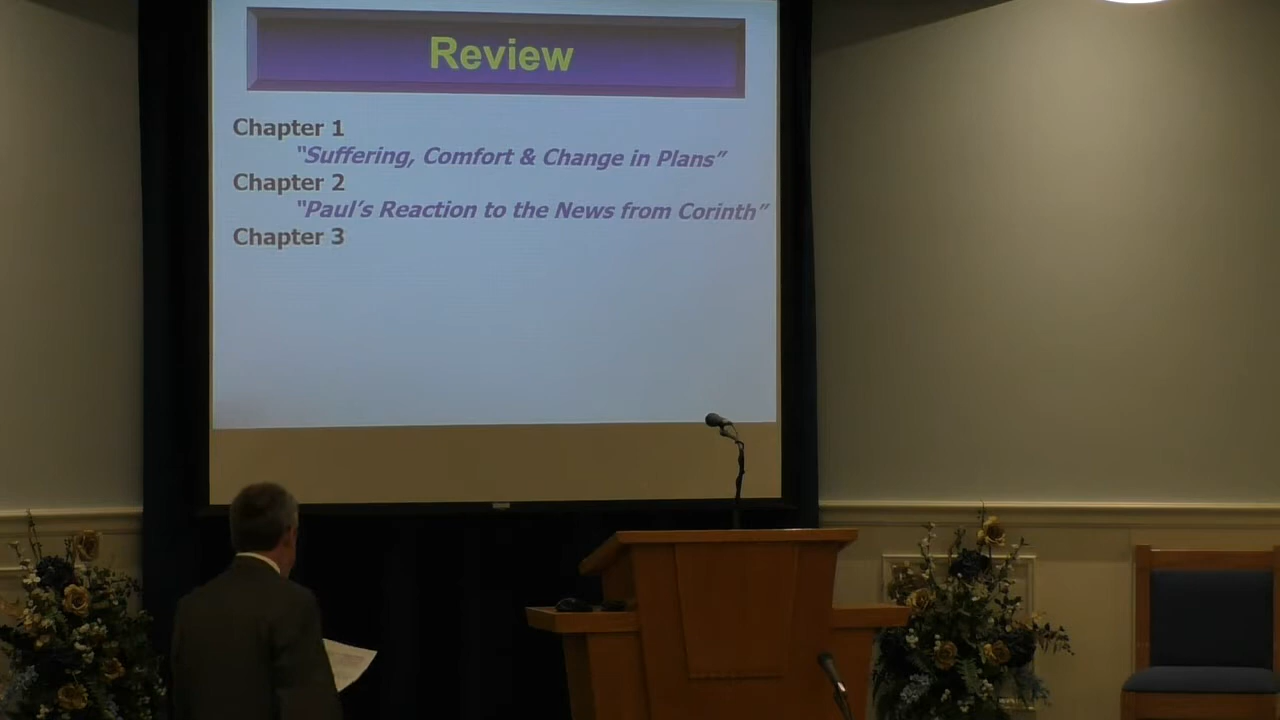 Review
Chapter 1
"Suffering, Comfort & Change in Plans"
Chapter 2
"Paul's Reaction to the News from Corinth"
Chapter 3